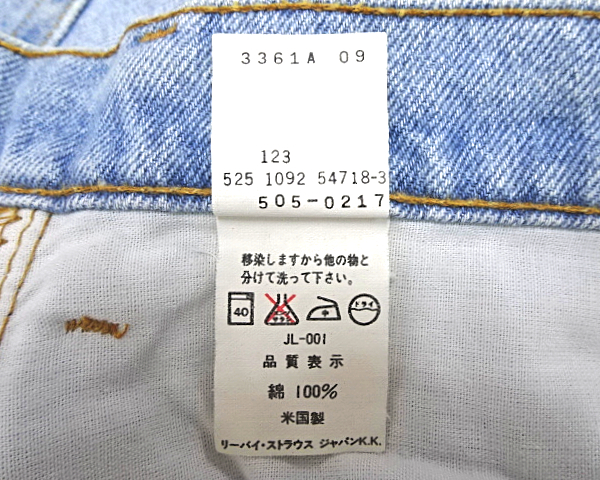 3361A 09
123
525 1092 54718-3
505-0217
移染しますから他の物と
分けて洗って下さい。
40 サラシ ドライ
JL-001
品質表示
綿 100%
米国製
リーバイ・ストラウス ジャパンK.K.